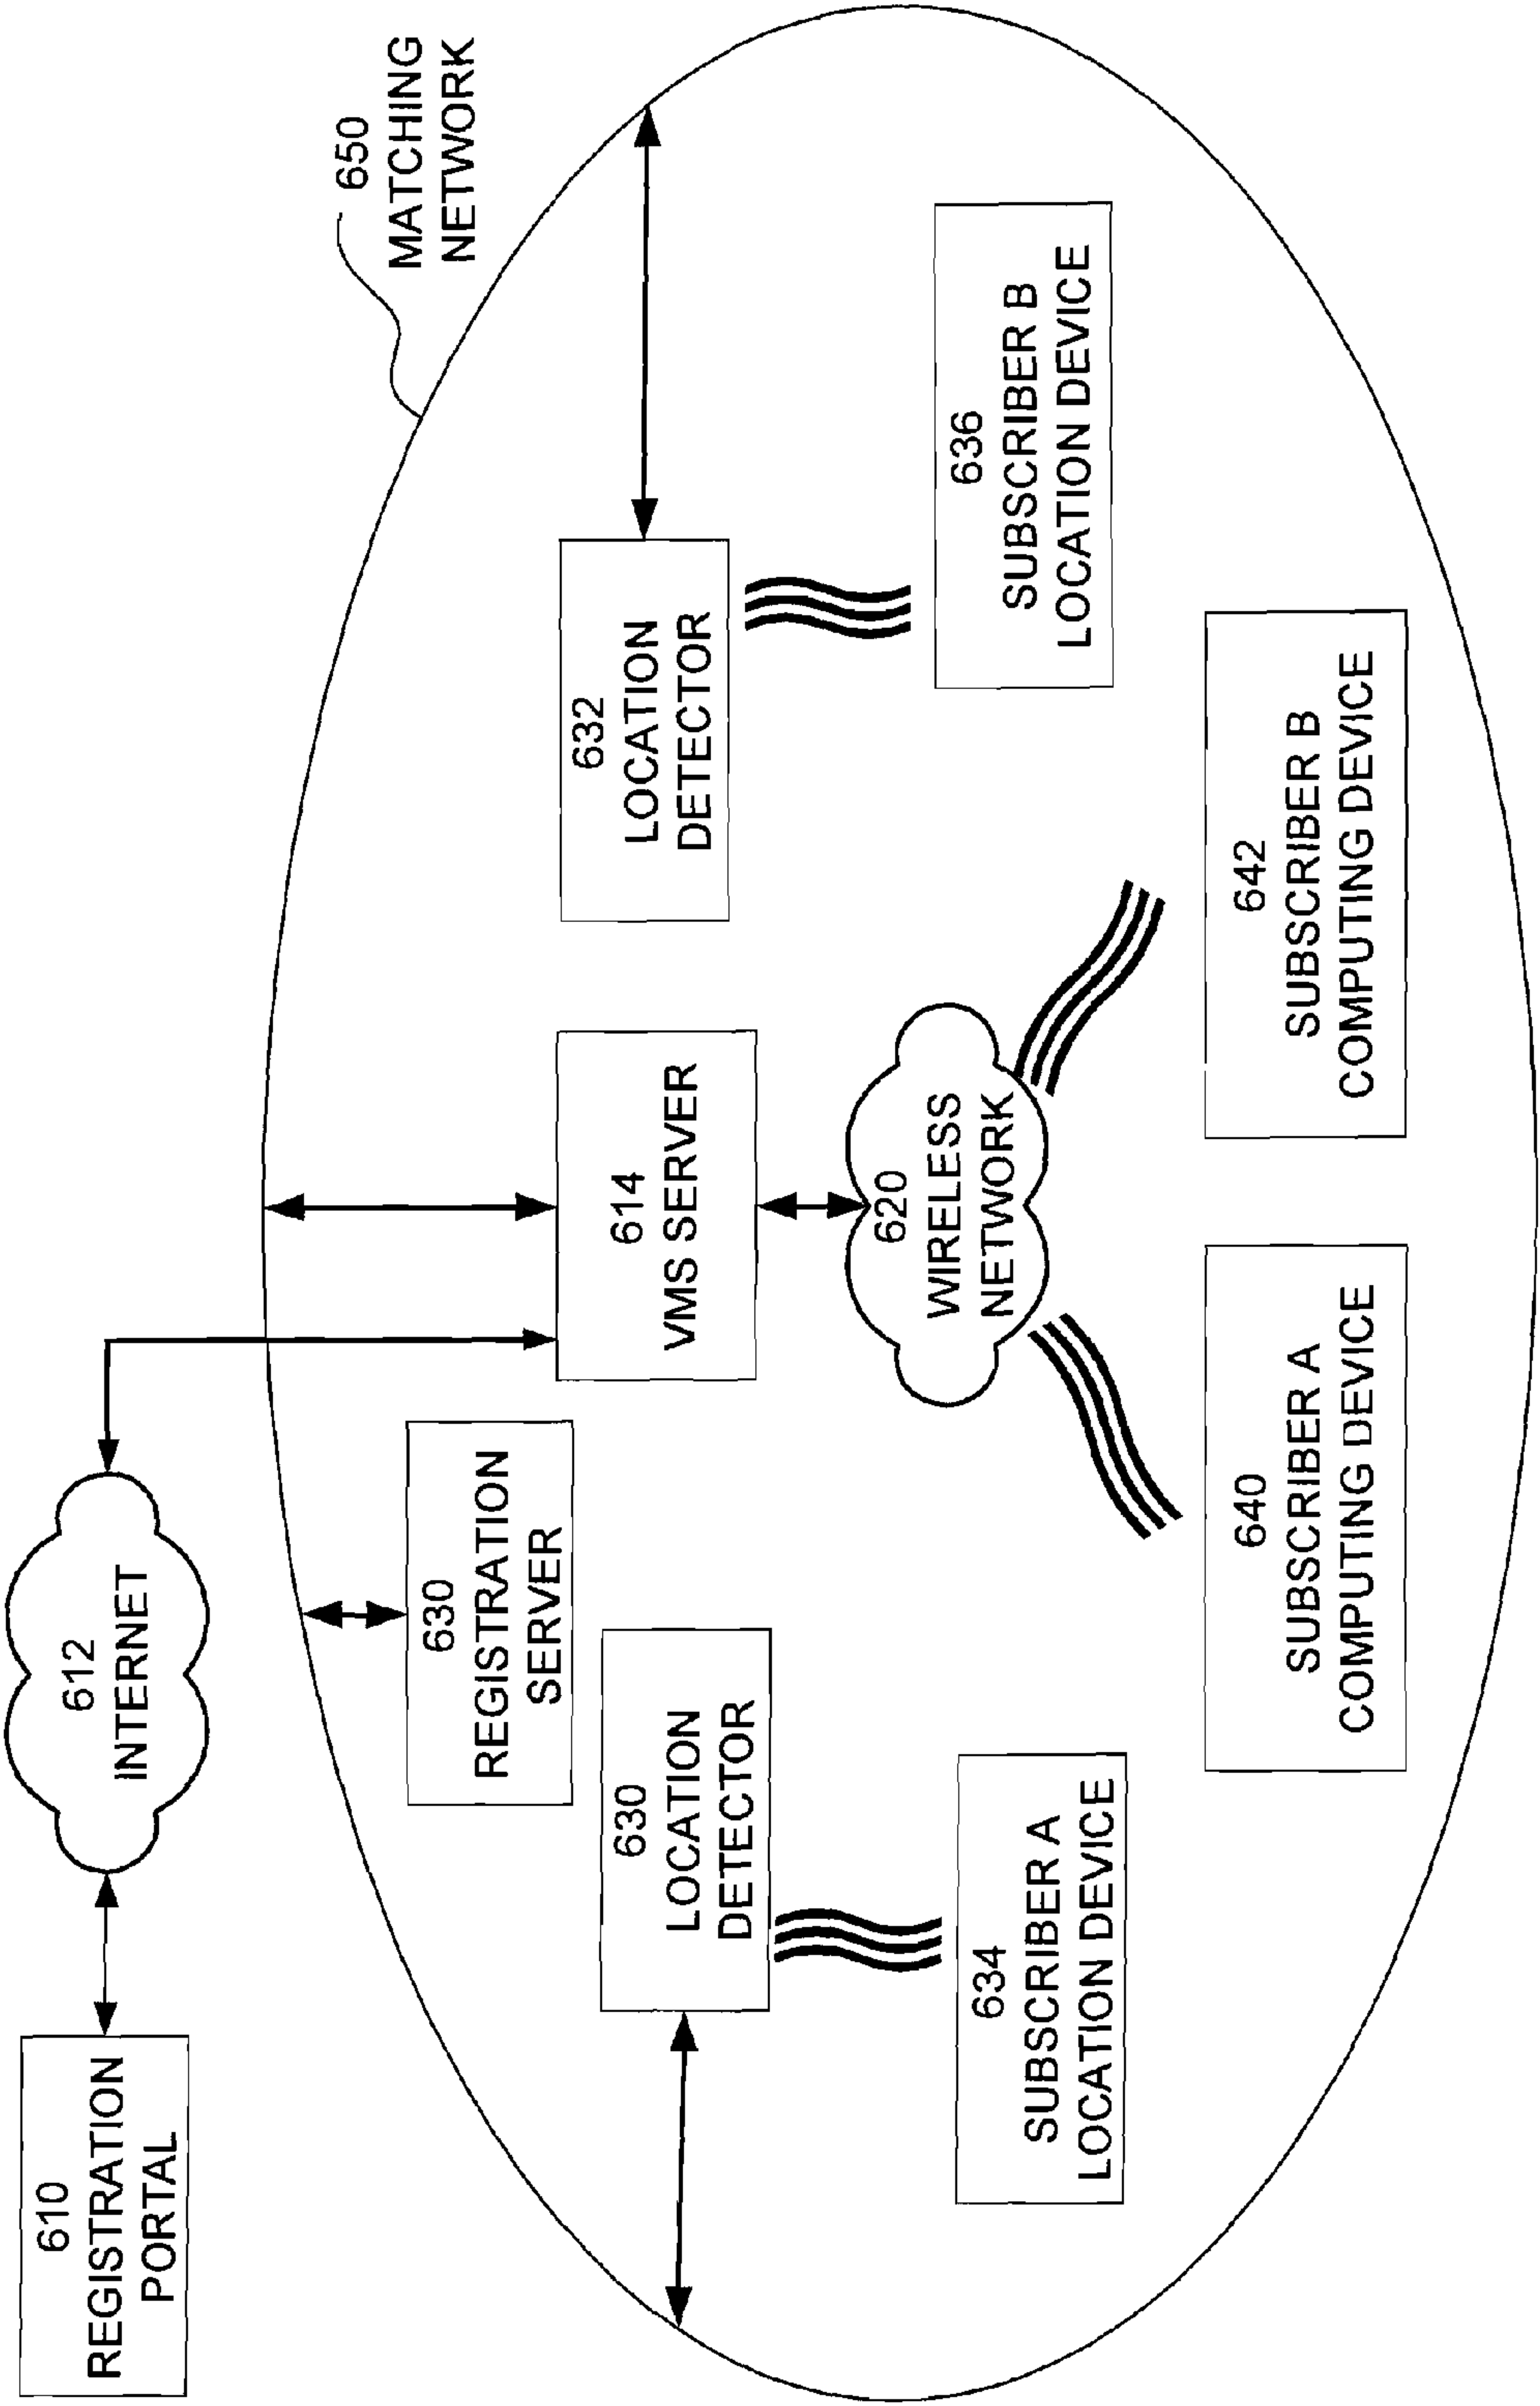 610
REGISTRATION
PORTAL
612
INTERNET
650
MATCHING
NETWORK
630
REGISTRATION
SERVER
614
VMS SERVER
630
LOCATION
DETECTOR
632
LOCATION
DETECTOR
620
WIRELESS
NETWORK
634
SUBSCRIBER A
LOCATION DEVICE
636
SUBSCRIBER B
LOCATION DEVICE
640
SUBSCRIBER A
COMPUTING DEVICE
642
SUBSCRIBER B
COMPUTING DEVICE